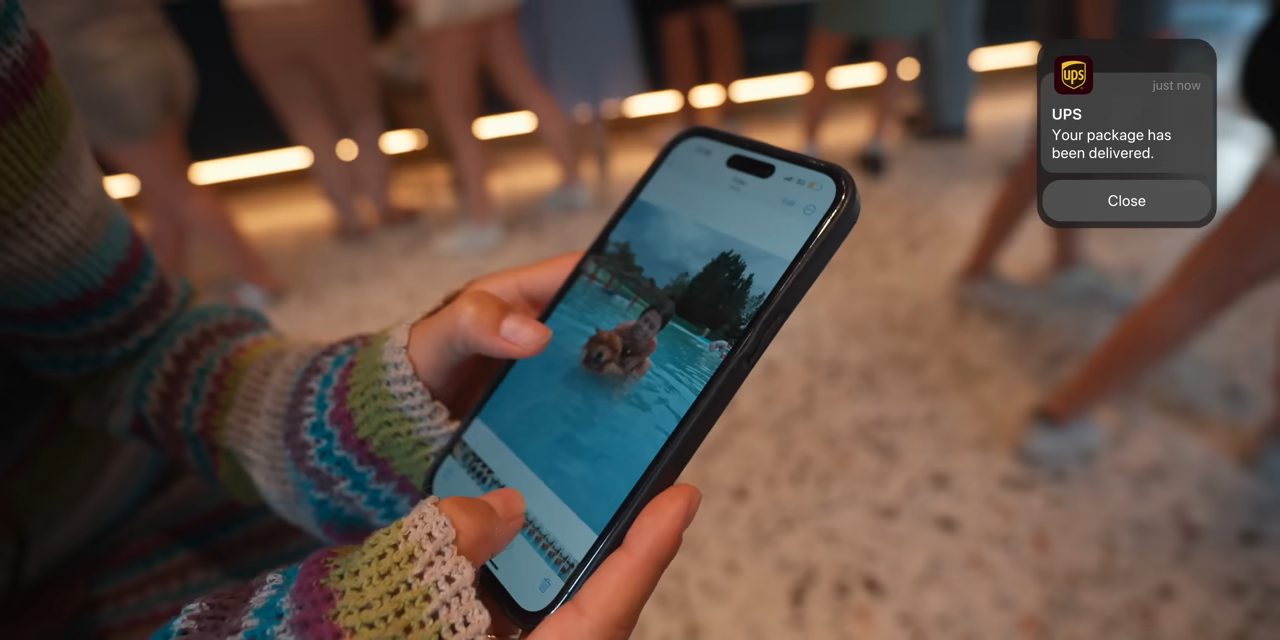 ups
just now
UPS
Your package has
been delivered.
Close